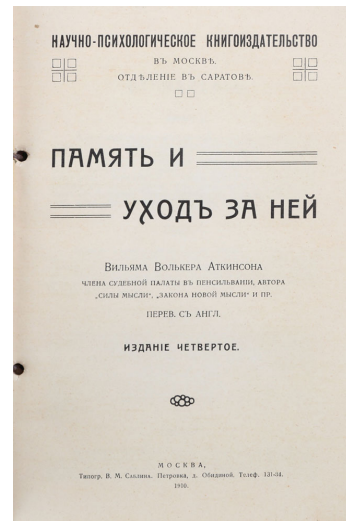 НАУЧНО-ПСИХОЛОГИЧЕСКОЕ КНИГОИЗДАТЕЛЬСТВО
ВЪ МОСКВѢ.
ОТДѢЛЕНІЕ ВЪ САРАТОВѢ.
ПАМЯТЬ И
УХОДЪ ЗА НЕЙ
ВИЛЬЯМА ВОЛЬКЕРА АТКИНСОНА
ЧЛЕНА СУДЕБНОЙ ПАЛАТЫ ВЪ ПЕНСИЛЬВАНІИ, АВТОРА
„СИЛЫ МЫСЛИ“, „ЗАКОНА НОВОЙ МЫСЛИ“ И ПР.
ПЕРЕВ. СЪ АНГЛ.
ИЗДАНІЕ ЧЕТВЕРТОЕ.
МОСКВА,
Типогр. В. М. Саблина. Петровка, д. Обидиной. Телеф. 131-34.
1910.